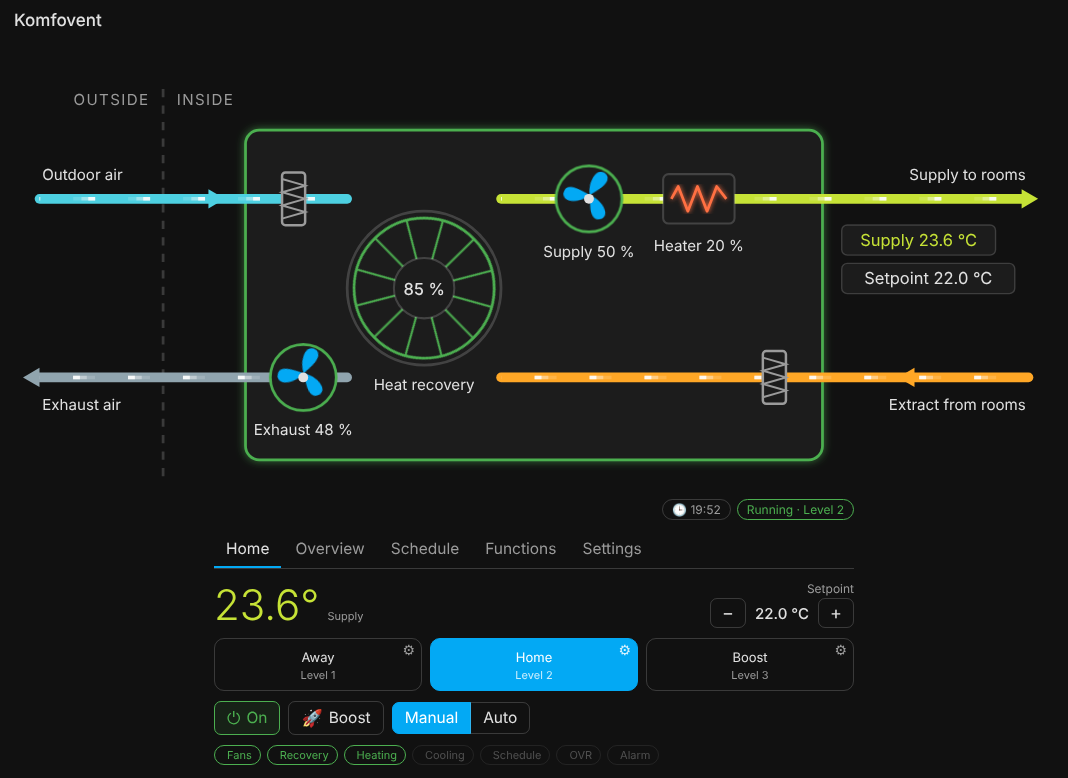 Komfovent
OUTSIDE INSIDE
Outdoor air
Supply to rooms
Supply 50 %
Heater 20 %
Supply 23.6 °C
Setpoint 22.0 °C
85 %
Heat recovery
Exhaust air
Exhaust 48 %
Extract from rooms
🕒 19:52 Running · Level 2
Home Overview Schedule Functions Settings
23.6° Supply
Setpoint
− 22.0 °C +
Away
Level 1
Home
Level 2
Boost
Level 3
On 🚀 Boost Manual Auto
Fans Recovery Heating Cooling Schedule OVR Alarm